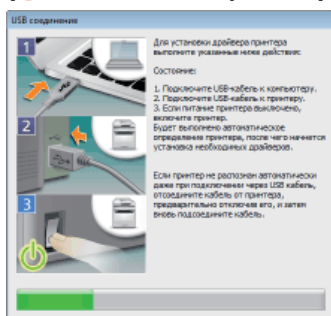 USB соединение
1
2
3
Для установки драйвера принтера
выполните указанные ниже действия:
Состояние:
1. Подключите USB-кабель к компьютеру.
2. Подключите USB-кабель к принтеру.
3. Если питание принтера выключено,
включите принтер.
Будет выполнено автоматическое
определение принтера, после чего начнется
установка необходимых драйверов.
Если принтер не распознан автоматически
даже при подключении через USB кабель,
отсоедините кабель от принтера,
предварительно отключив его, и затем
вновь подсоедините кабель.